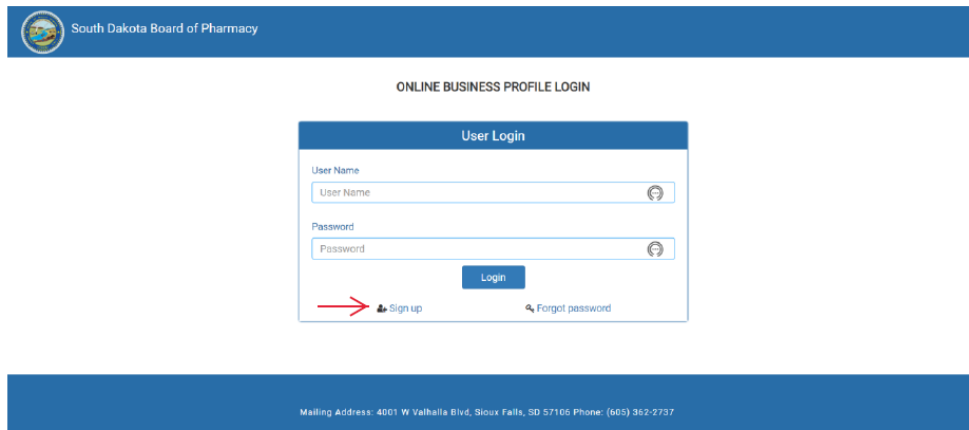 South Dakota Board of Pharmacy
ONLINE BUSINESS PROFILE LOGIN
User Login
User Name
User Name
Password
Password
Login
Sign up Forgot password
Mailing Address: 4001 W Valhalla Blvd, Sioux Falls, SD 57106 Phone: (605) 362-2737